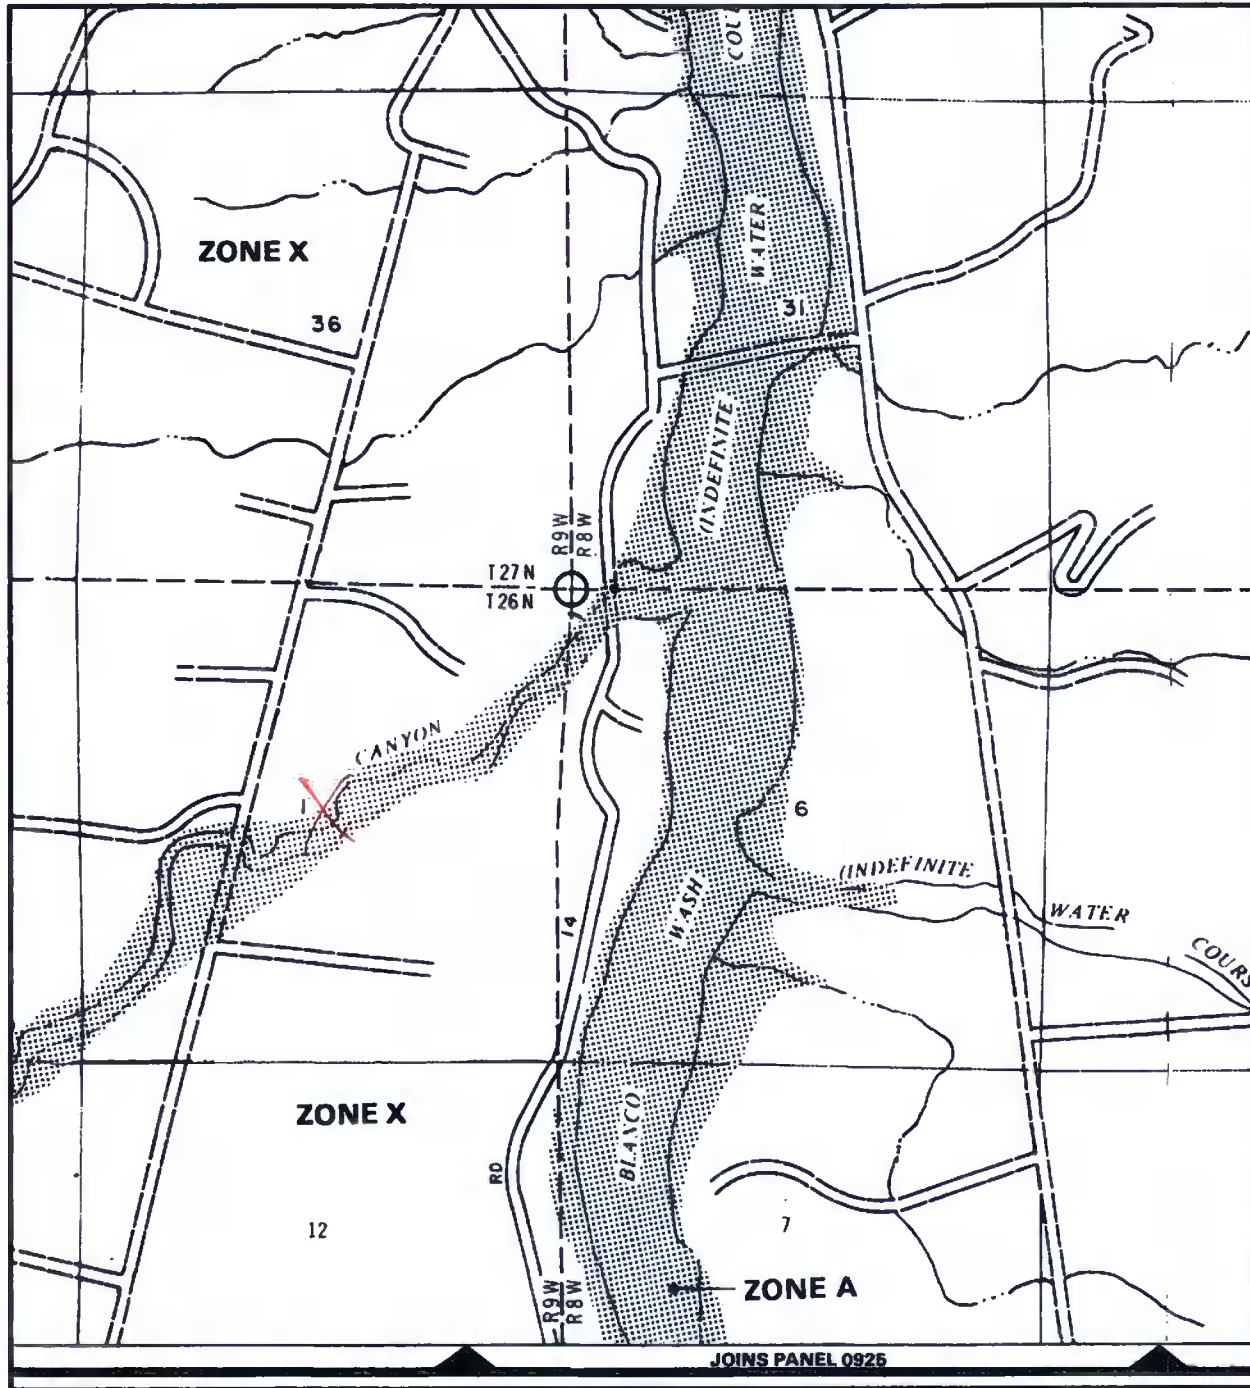 COU
WATER
ZONE X
31
36
(INDEFINITE
R9W
R8W
T27N
T26N
CANYON
1
6
(INDEFINITE
WATER
WASH
14
COURS
ZONE X
BLANCO
RD
12
7
R9W
R8W
ZONE A
JOINS PANEL 0925